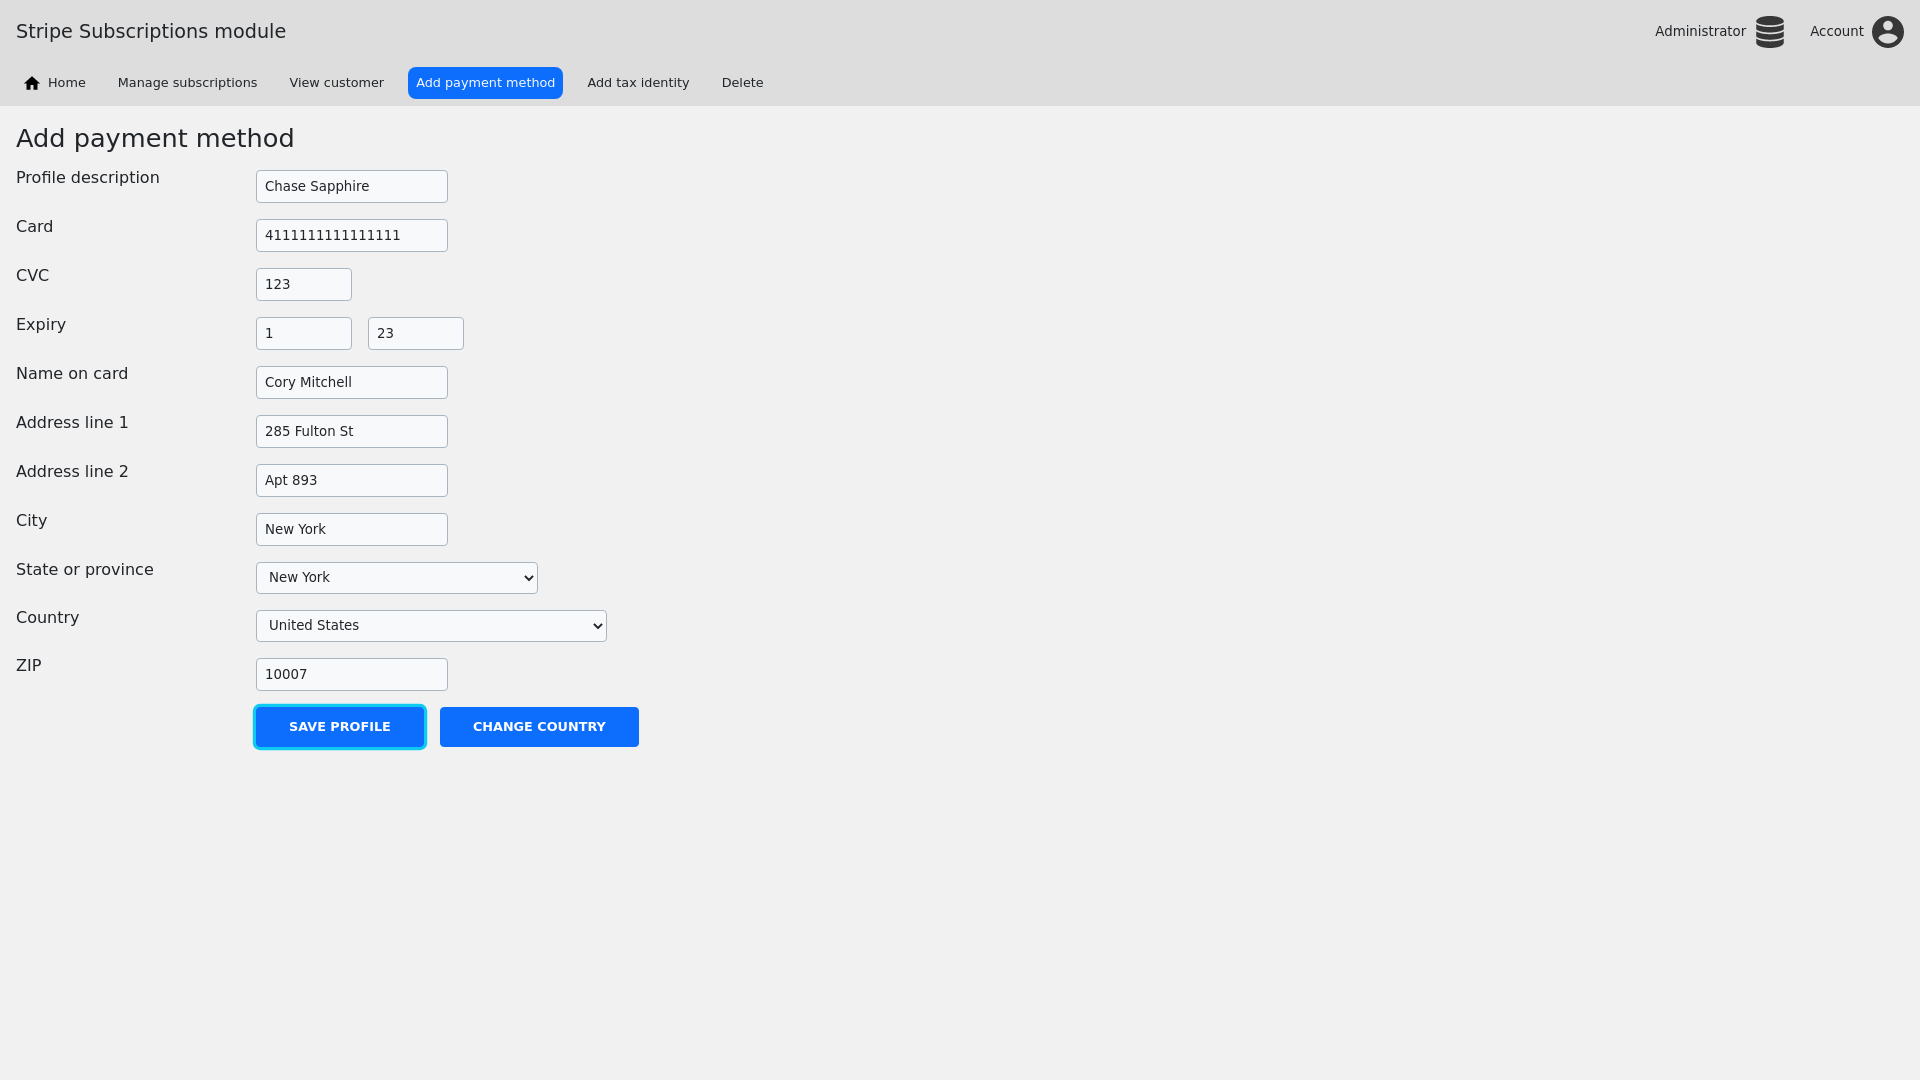 Stripe Subscriptions module
Administrator
Account
Home
Manage subscriptions
View customer
Add payment method
Add tax identity
Delete
Add payment method
Profile description
Chase Sapphire
Card
4111111111111111
CVC
123
Expiry
1
23
Name on card
Cory Mitchell
Address line 1
285 Fulton St
Address line 2
Apt 893
City
New York
State or province
New York
Country
United States
ZIP
10007
SAVE PROFILE
CHANGE COUNTRY